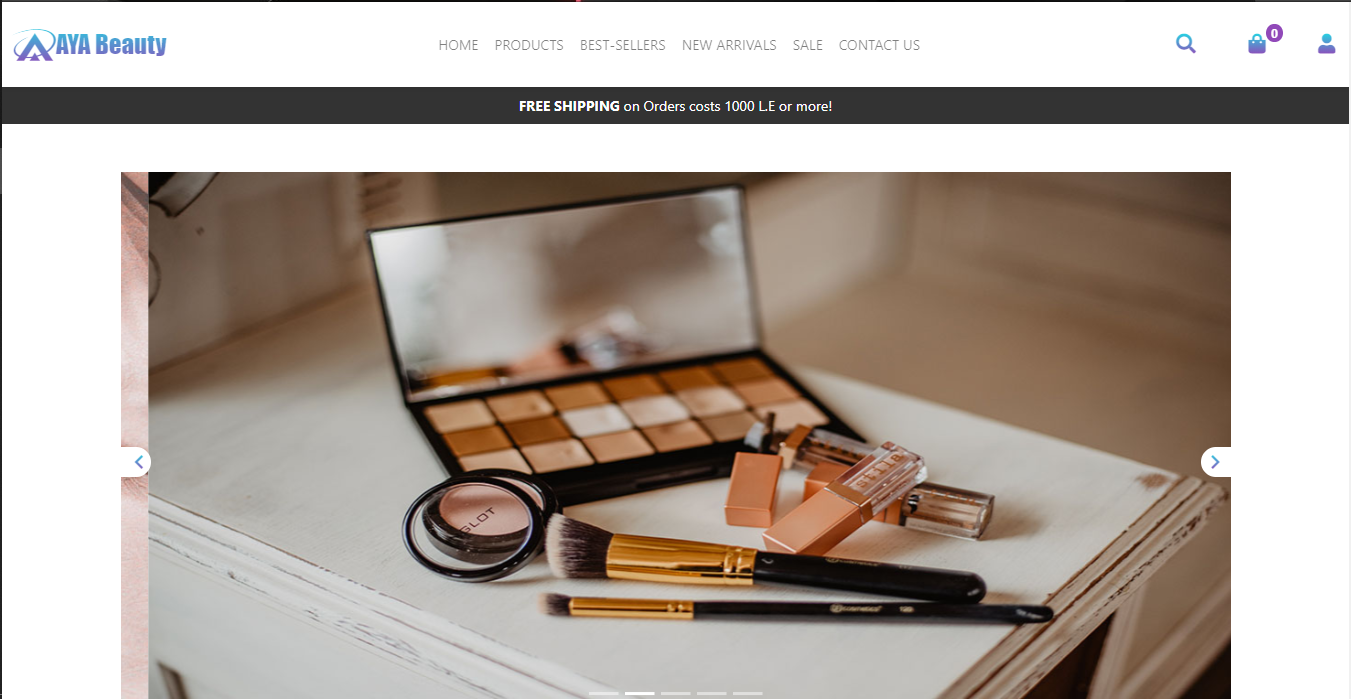 AYA Beauty
HOME PRODUCTS BEST-SELLERS NEW ARRIVALS SALE CONTACT US
0
FREE SHIPPING on Orders costs 1000 L.E or more!
GLOT
STILA